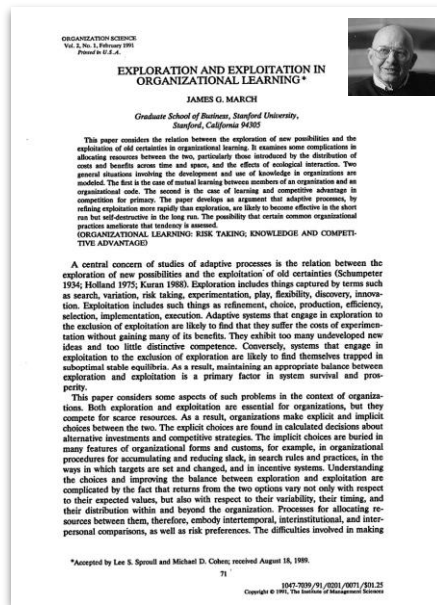 ORGANIZATION SCIENCE
Vol. 2, No. 1, February 1991
Printed in U.S.A.
EXPLORATION AND EXPLOITATION IN
ORGANIZATIONAL LEARNING*
JAMES G. MARCH
Graduate School of Business, Stanford University,
Stanford, California 94305
This paper considers the relation between the exploration of new possibilities and the
exploitation of old certainties in organizational learning. It examines some complications in
allocating resources between the two, particularly those introduced by the distribution of
costs and benefits across time and space, and the effects of ecological interaction. Two
general situations involving the development and use of knowledge in organizations are
modeled. The first is the case of mutual learning between members of an organization and an
organizational code. The second is the case of learning and competitive advantage in
competition for primacy. The paper develops an argument that adaptive processes, by
refining exploitation more rapidly than exploration, are likely to become effective in the short
run but self-destructive in the long run. The possibility that certain common organizational
practices ameliorate that tendency is assessed.
(ORGANIZATIONAL LEARNING: RISK TAKING; KNOWLEDGE AND COMPETI-
TIVE ADVANTAGE)
A central concern of studies of adaptive processes is the relation between the
exploration of new possibilities and the exploitation of old certainties (Schumpeter
1934; Holland 1975; Kuran 1988). Exploration includes things captured by terms such
as search, variation, risk taking, experimentation, play, flexibility, discovery, innova-
tion. Exploitation includes such things as refinement, choice, production, efficiency,
selection, implementation, execution. Adaptive systems that engage in exploration to
the exclusion of exploitation are likely to find that they suffer the costs of experimen-
tation without gaining many of its benefits. They exhibit too many undeveloped new
ideas and too little distinctive competence. Conversely, systems that engage in
exploitation to the exclusion of exploration are likely to find themselves trapped in
suboptimal stable equilibria. As a result, maintaining an appropriate balance between
exploration and exploitation is a primary factor in system survival and pros-
perity.
This paper considers some aspects of such problems in the context of organiza-
tions. Both exploration and exploitation are essential for organizations, but they
compete for scarce resources. As a result, organizations make explicit and implicit
choices between the two. The explicit choices are found in calculated decisions about
alternative investments and competitive strategies. The implicit choices are buried in
many features of organizational forms and customs, for example, in organizational
procedures for accumulating and reducing slack, in search rules and practices, in the
ways in which targets are set and changed, and in incentive systems. Understanding
the choices and improving the balance between exploration and exploitation are
complicated by the fact that returns from the two options vary not only with respect
to their expected values, but also with respect to their variability, their timing, and
their distribution within and beyond the organization. Processes for allocating re-
sources between them, therefore, embody intertemporal, interinstitutional, and inter-
personal comparisons, as well as risk preferences. The difficulties involved in making
*Accepted by Lee S. Sproull and Michael D. Cohen; received August 18, 1989.
71
1047-7039/91/0201/0071/$01.25
Copyright © 1991, The Institute of Management Sciences